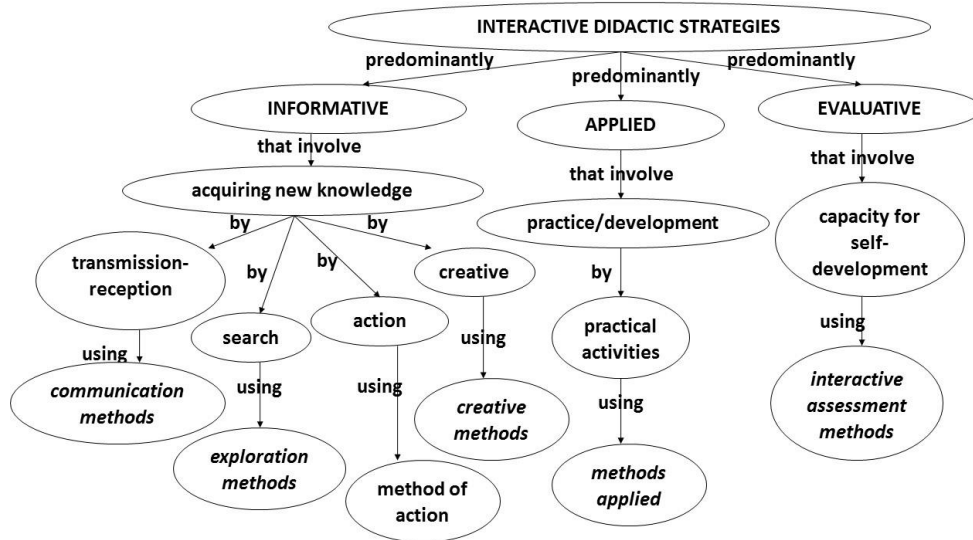 INTERACTIVE DIDACTIC STRATEGIES
predominantly
predominantly
predominantly
INFORMATIVE
APPLIED
EVALUATIVE
that involve
that involve
that involve
acquiring new knowledge
practice/development
capacity for
self-
development
by
by
by
by
by
transmission-
reception
search
action
creative
practical
activities
using
using
using
using
using
using
communication
methods
exploration
methods
method of
action
creative
methods
methods
applied
interactive
assessment
methods